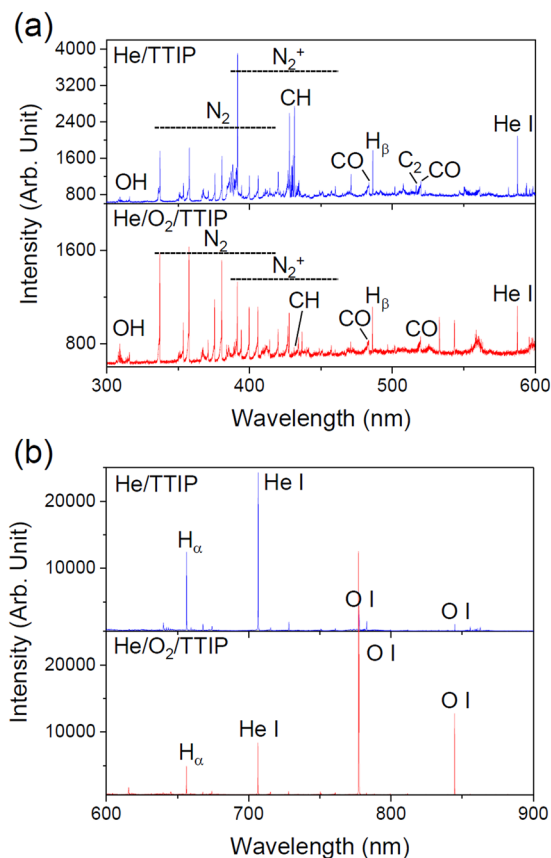 (a)
4000
3200
2400
1600
800
He/TTIP
N₂⁺
N₂
CH
OH
CO
Hβ
C₂
CO
He I
Intensity (Arb. Unit)
1600
800
He/O₂/TTIP
N₂
N₂⁺
OH
CH
CO
Hβ
CO
He I
300 400 500 600
Wavelength (nm)
(b)
20000
10000
He/TTIP
Hα
He I
O I
O I
Intensity (Arb. Unit)
20000
10000
He/O₂/TTIP
Hα
He I
O I
O I
600 700 800 900
Wavelength (nm)